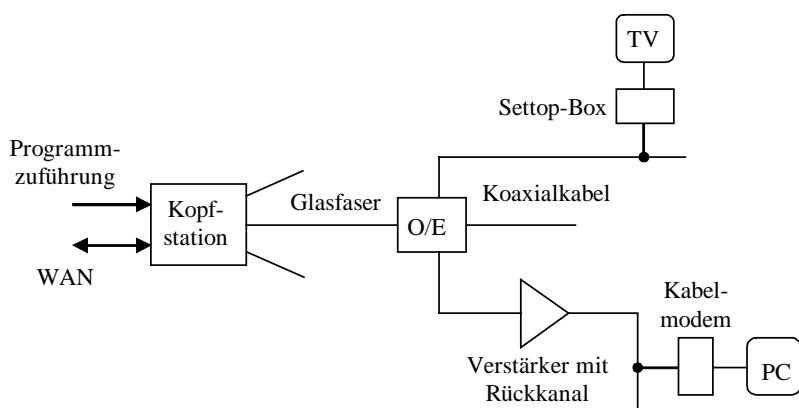 TV
Settop-Box
Programm-
zuführung
Kopf-
station
Glasfaser
Koaxialkabel
O/E
WAN
Kabel-
modem
Verstärker mit
Rückkanal
PC